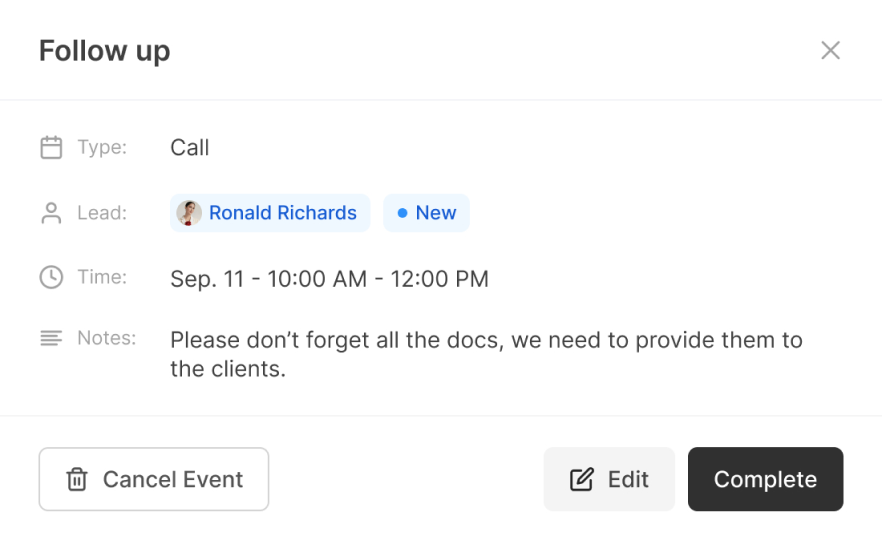 Follow up
Type: Call
Lead: Ronald Richards New
Time: Sep. 11 - 10:00 AM - 12:00 PM
Notes: Please don’t forget all the docs, we need to provide them to
the clients.
Cancel Event Edit Complete